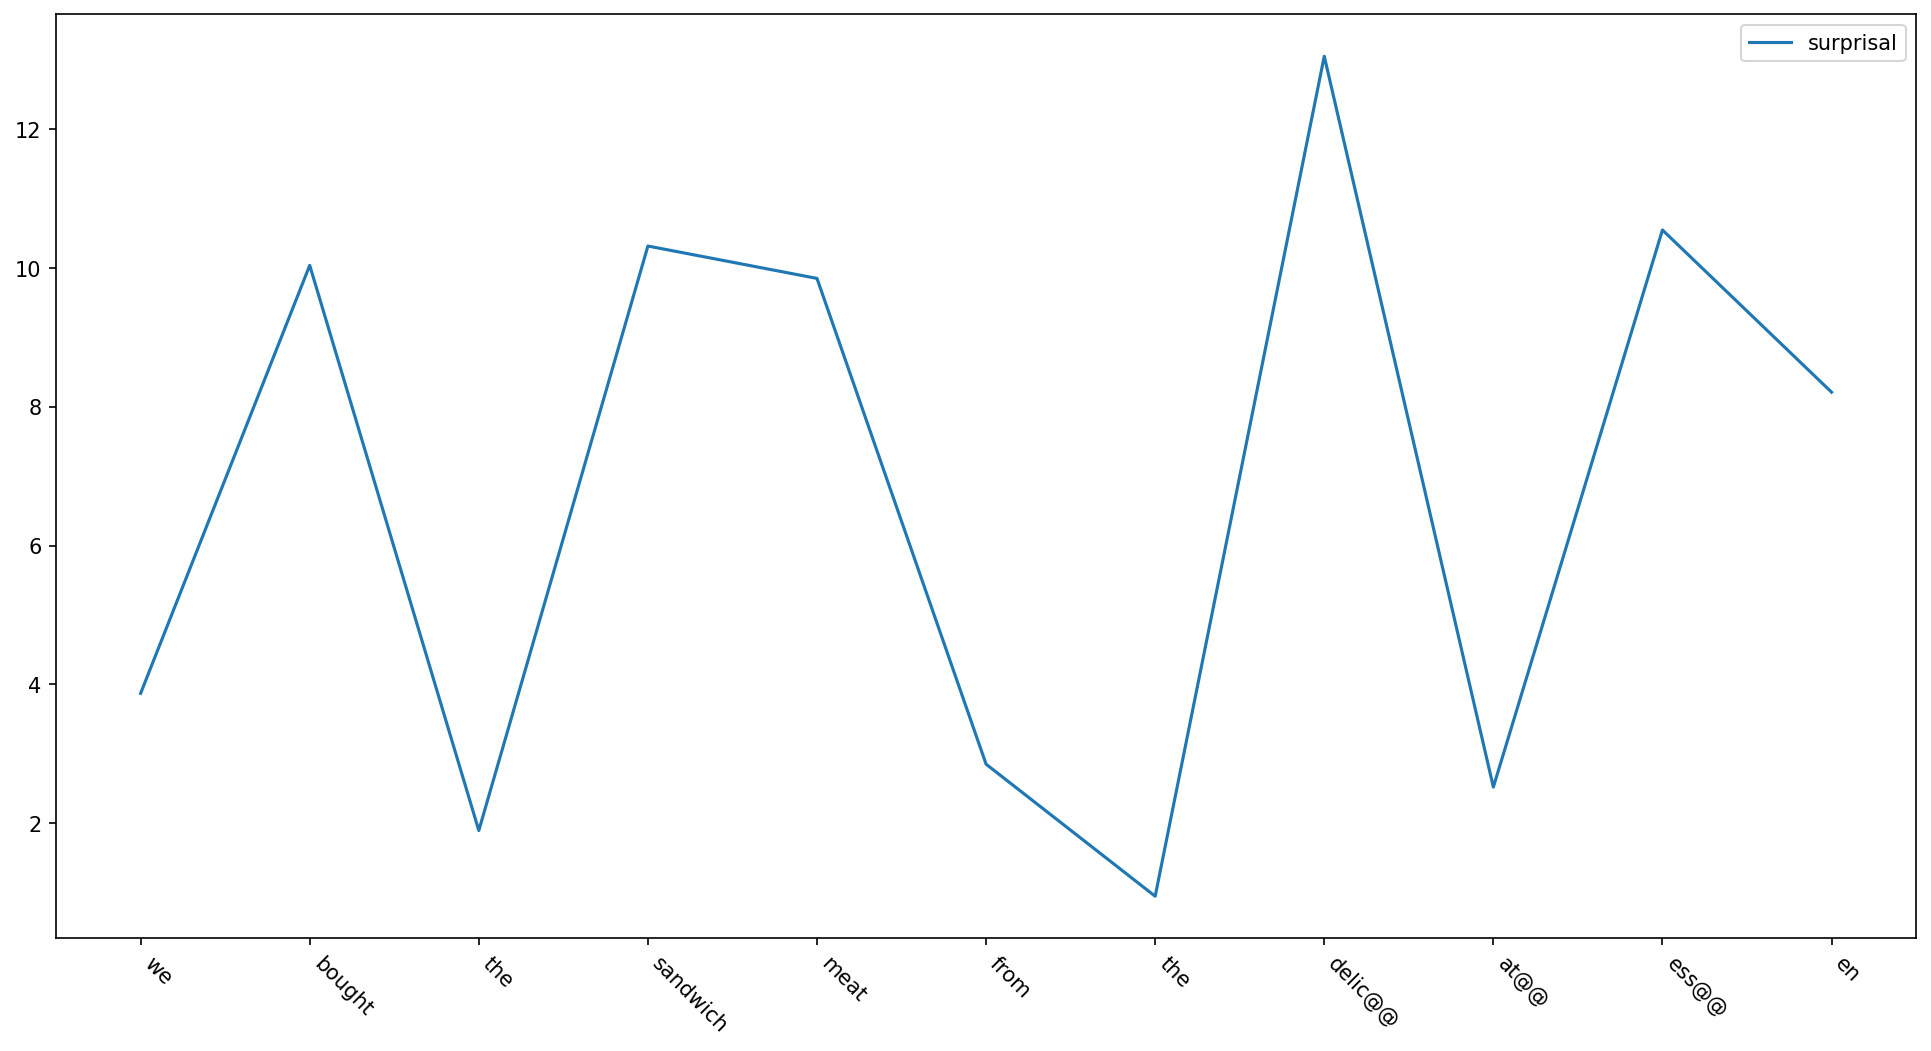 surprisal
12
10
8
6
4
2
we
bought
the
sandwich
meat
from
the
delic@@
at@@
ess@@
en